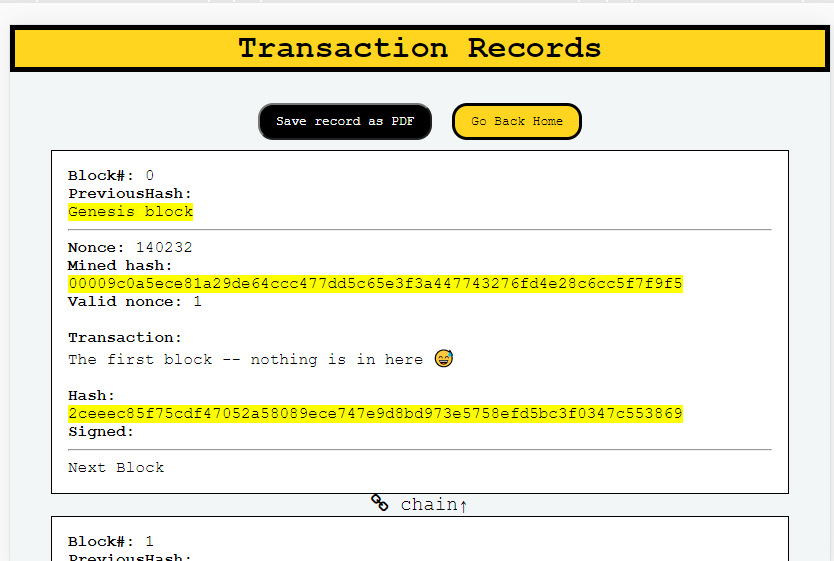 Transaction Records
Save record as PDF
Go Back Home
Block#: 0
PreviousHash:
Genesis block
Nonce: 140232
Mined hash:
00009c0a5ece81a29de64ccc477dd5c65e3f3a447743276fd4e28c6cc5f7f9f5
Valid nonce: 1
Transaction:
The first block -- nothing is in here 😅
Hash:
2ceeec85f75cdf47052a58089ece747e9d8bd973e5758efd5bc3f0347c553869
Signed:
Next Block
chain↑
Block#: 1
PreviousHash: